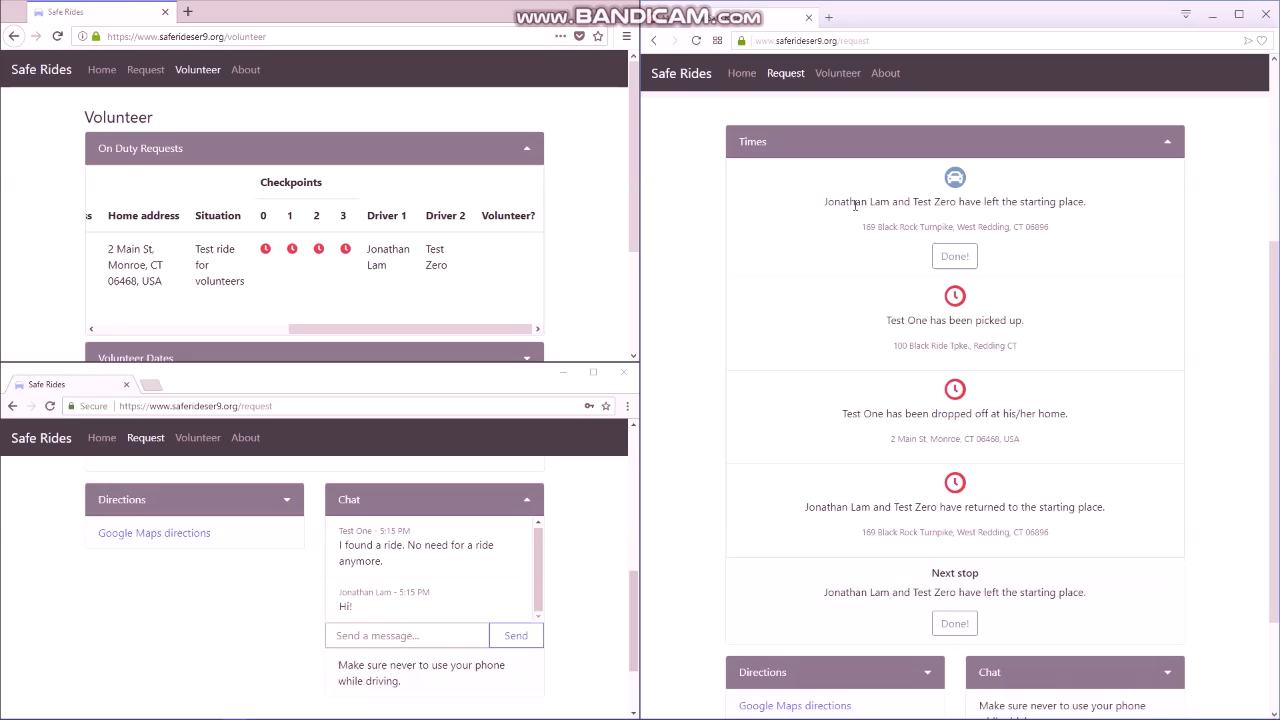 www.BANDICAM.com
Safe Rides
https://www.saferideser9.org/volunteer
Safe Rides
Home
Request
Volunteer
About
Volunteer
On Duty Requests
Checkpoints
s
Home address
Situation
0
1
2
3
Driver 1
Driver 2
Volunteer?
2 Main St,
Monroe, CT
06468, USA
Test ride
for
volunteers
Jonathan
Lam
Test
Zero
Volunteer Dates
Safe Rides
Secure
https://www.saferideser9.org/request
Safe Rides
Home
Request
Volunteer
About
Directions
Google Maps directions
Chat
Test One - 5:15 PM
I found a ride. No need for a ride
anymore.
Jonathan Lam - 5:15 PM
Hi!
Send a message...
Send
Make sure never to use your phone
while driving.
www.saferideser9.org/request
Safe Rides
Home
Request
Volunteer
About
Times
Jonathan Lam and Test Zero have left the starting place.
169 Black Rock Turnpike, West Redding, CT 06896
Done!
Test One has been picked up.
100 Black Ride Tpke., Redding CT
Test One has been dropped off at his/her home.
2 Main St, Monroe, CT 06468, USA
Jonathan Lam and Test Zero have returned to the starting place.
169 Black Rock Turnpike, West Redding, CT 06896
Next stop
Jonathan Lam and Test Zero have left the starting place.
Done!
Directions
Google Maps directions
Chat
Make sure never to use your phone